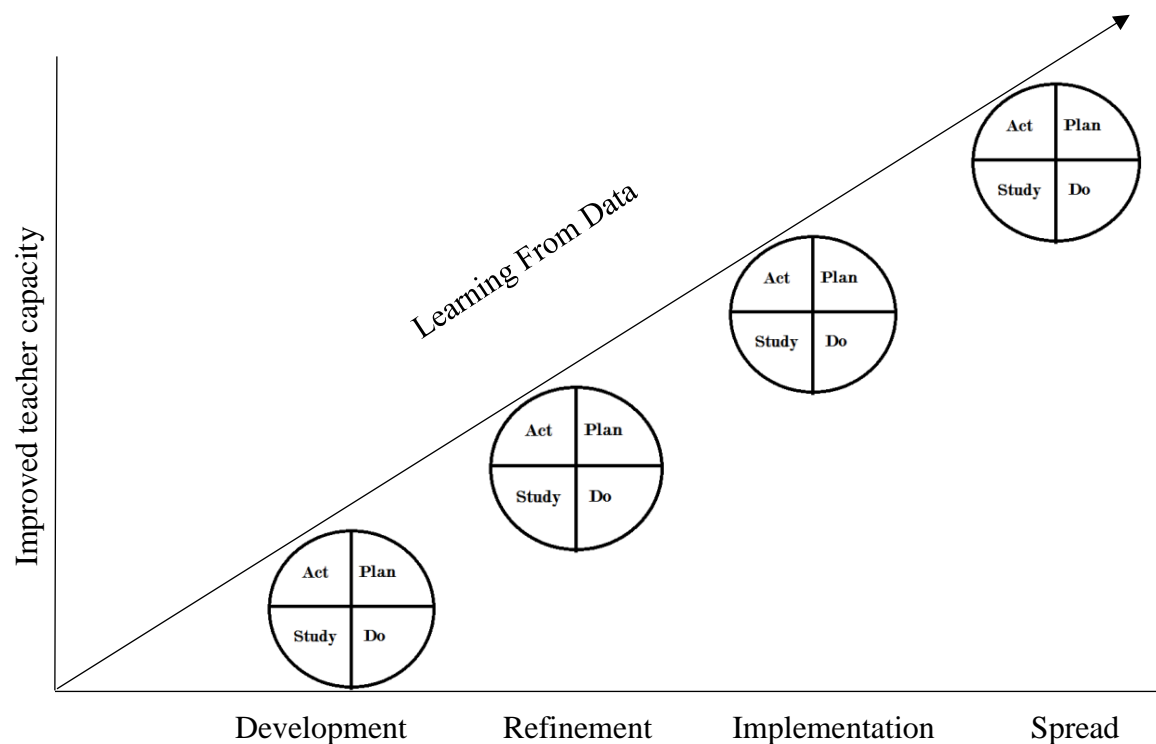 Act Plan
Study Do
Learning From Data
Act Plan
Study Do
Improved teacher capacity
Act Plan
Study Do
Act Plan
Study Do
Development Refinement Implementation Spread